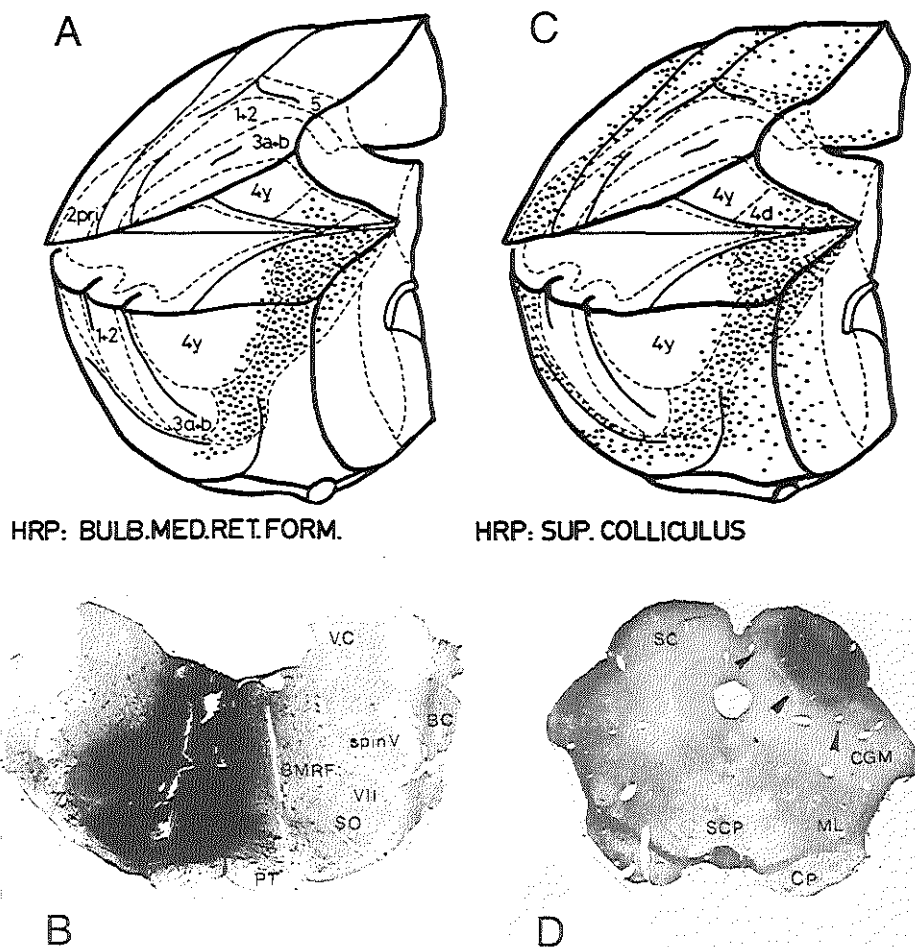 A
5
1+2
3a+b
4y
2pri
4y
1+2
3a+b
HRP: BULB.MED.RET.FORM.
C
4y
4d
4y
HRP: SUP. COLLICULUS
VC
BC
spinV
BMRF
VII
SO
PT
B
SC
CGM
SCP
ML
CP
D